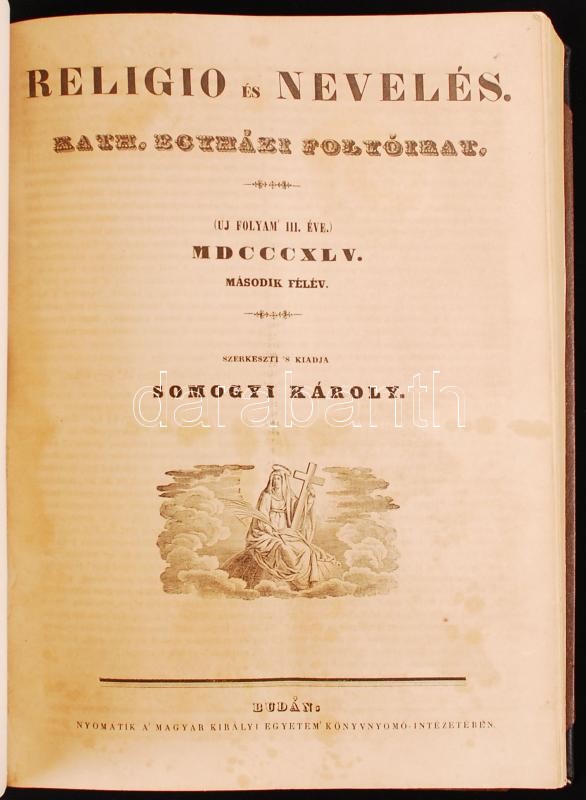 RELIGIO ÉS NEVELÉS.
KATH. EGYHÁZI FOLYÓIRAT.
(UJ FOLYAM' III. ÉVE.)
MDCCCXLV.
MÁSODIK FÉLÉV.
SZERKESZTI 'S KIADJA
SOMOGYI KÁROLY.
darabanth
BUDÁN:
NYOMATIK A' MAGYAR KIRÁLYI EGYETEM' KÖNYVNYOMÓ-INTÉZETÉBEN.